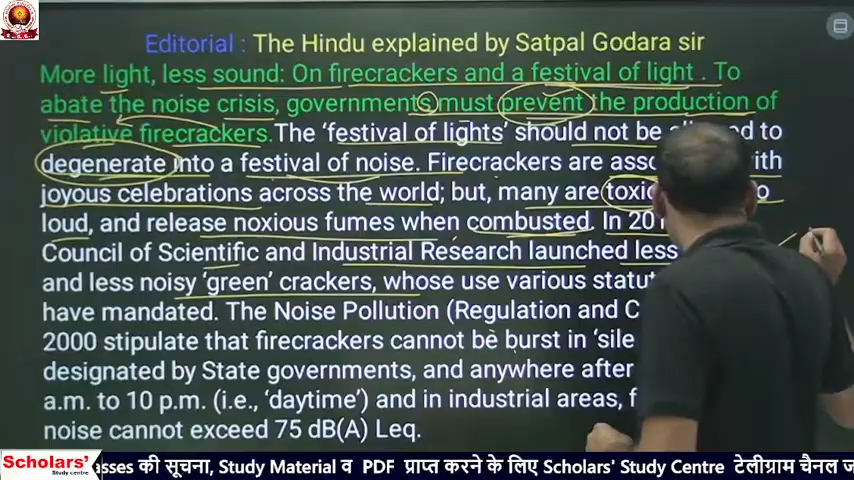 Editorial : The Hindu explained by Satpal Godara sir
More light, less sound: On firecrackers and a festival of light . To
abate the noise crisis, governments must prevent the production of
violative firecrackers. The ‘festival of lights’ should not be to
degenerate into a festival of noise. Firecrackers are
joyous celebrations across the world; but, many are
loud, and release noxious fumes when combusted. In
Council of Scientific and Industrial Research launched less
and less noisy ‘green’ crackers, whose use various
have mandated. The Noise Pollution (Regulation and
2000 stipulate that firecrackers cannot be burst in
designated by State governments, and anywhere after
a.m. to 10 p.m. (i.e., ‘daytime’) and in industrial areas,
noise cannot exceed 75 dB(A) Leq.
Scholars’
Study centre
की सूचना, Study Material व PDF प्राप्त करने के लिए Scholars' Study Centre टेलीग्राम चैनल